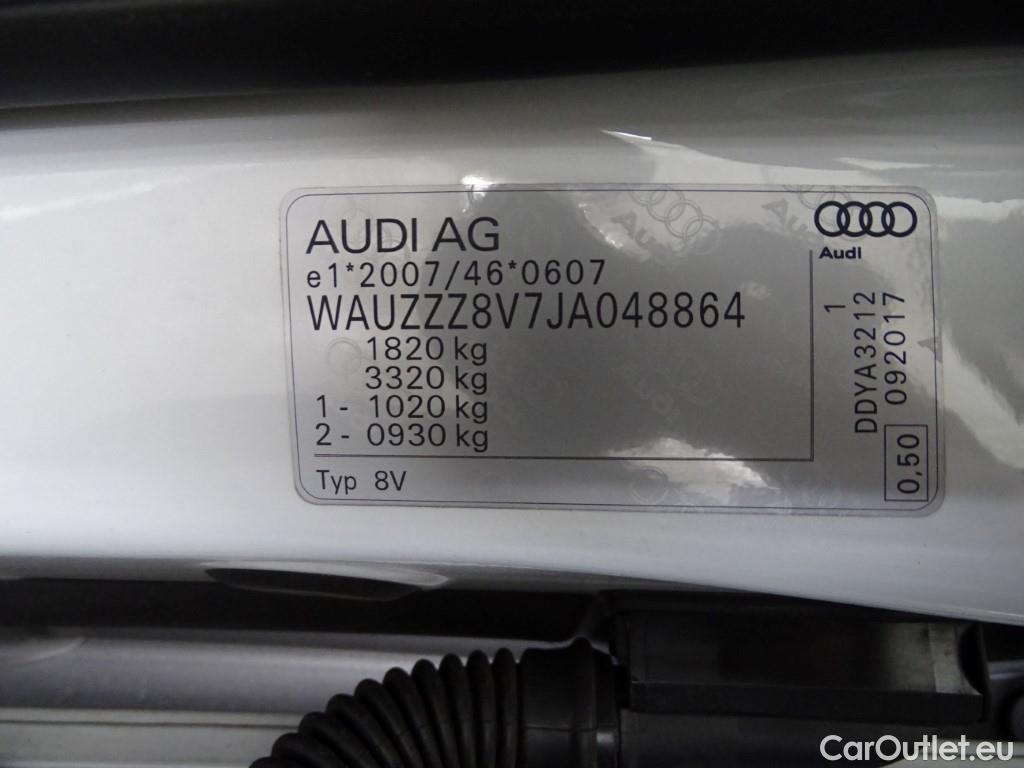 AUDI AG
e1*2007/46*0607
WAUZZZ8V7JA048864
1820 kg
3320 kg
1 - 1020 kg
2 - 0930 kg
Typ 8V
Audi
DDYA3212 1
0,50 092017
CarOutlet.eu